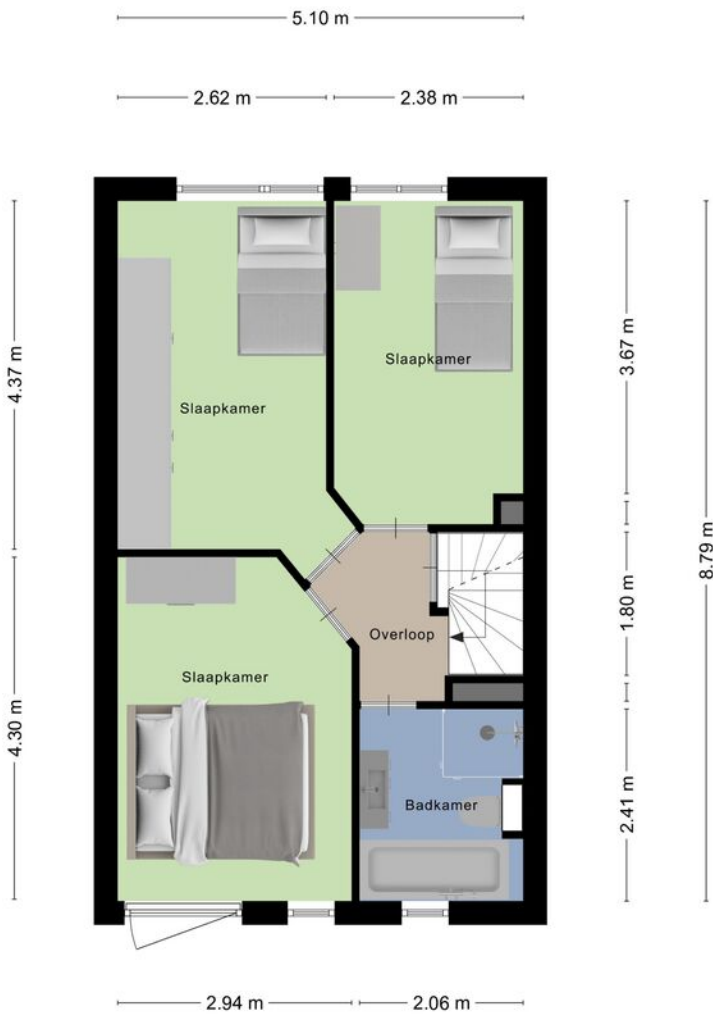 5.10 m
2.62 m
2.38 m
4.37 m
3.67 m
8.79 m
Slaapkamer
Slaapkamer
1.80 m
Overloop
Slaapkamer
4.30 m
Badkamer
2.41 m
2.94 m
2.06 m